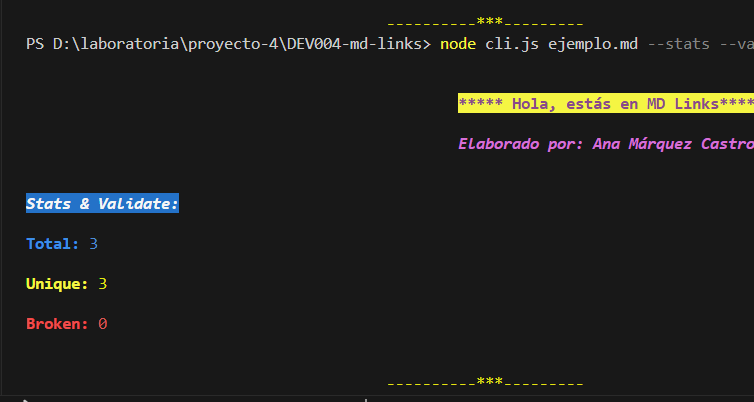 ----------***---------
PS D:\laboratoria\proyecto-4\DEV004-md-links> node cli.js ejemplo.md --stats --va
***** Hola, estás en MD Links****
Elaborado por: Ana Márquez Castro
Stats & Validate:
Total: 3
Unique: 3
Broken: 0
----------***---------